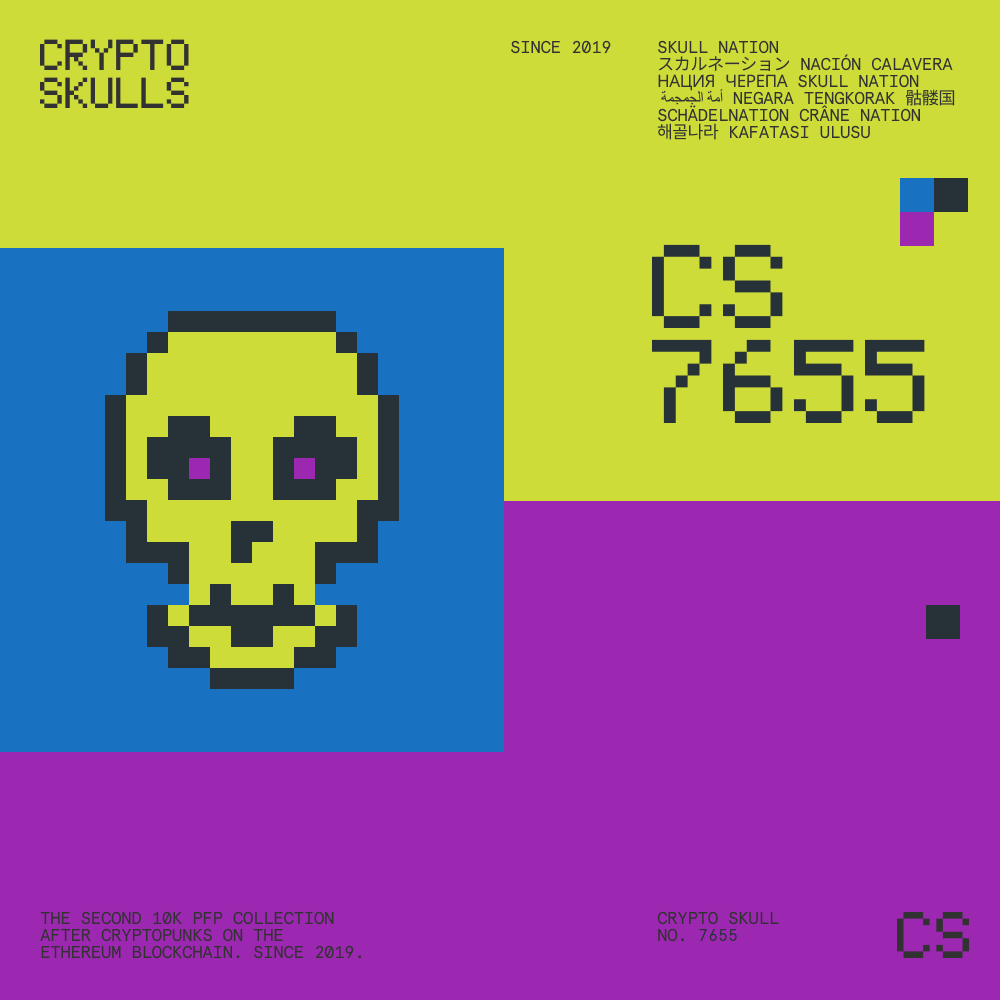 CRYPTO
SKULLS
SINCE 2019
SKULL NATION
スカルネーション NACIÓN CALAVERA
НАЦИЯ ЧЕРЕПА SKULL NATION
أمة الجمجمة NEGARA TENGKORAK 骷髅国
SCHÄDELNATION CRÂNE NATION
해골나라 KAFATASI ULUSU
CS
7655
THE SECOND 10K PFP COLLECTION
AFTER CRYPTOPUNKS ON THE
ETHEREUM BLOCKCHAIN. SINCE 2019.
CRYPTO SKULL
NO. 7655
CS